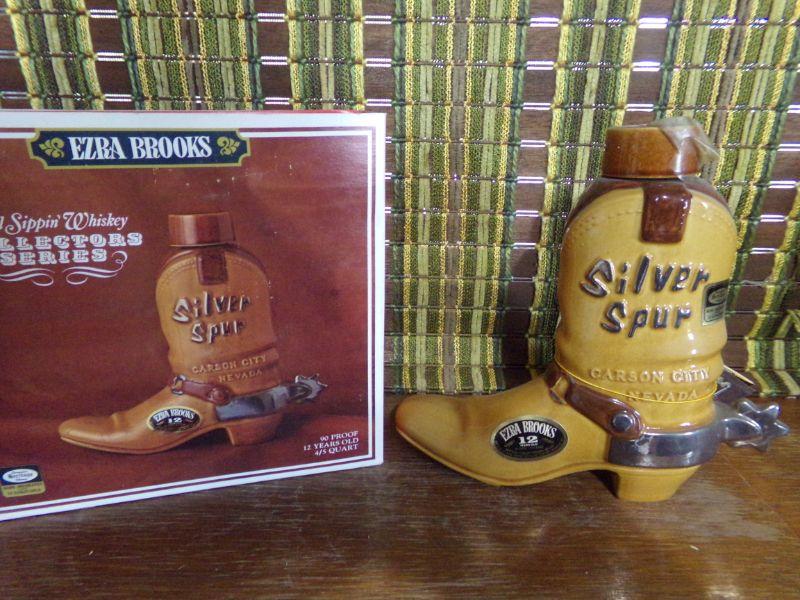 EZRA BROOKS
Sippin' Whiskey
COLLECTORS
SERIES
Silver
Spur
CARSON CITY
NEVADA
EZRA BROOKS
12
90 PROOF
12 YEARS OLD
4/5 QUART
Silver
Spur
CARSON CITY
NEVADA
EZRA BROOKS
12